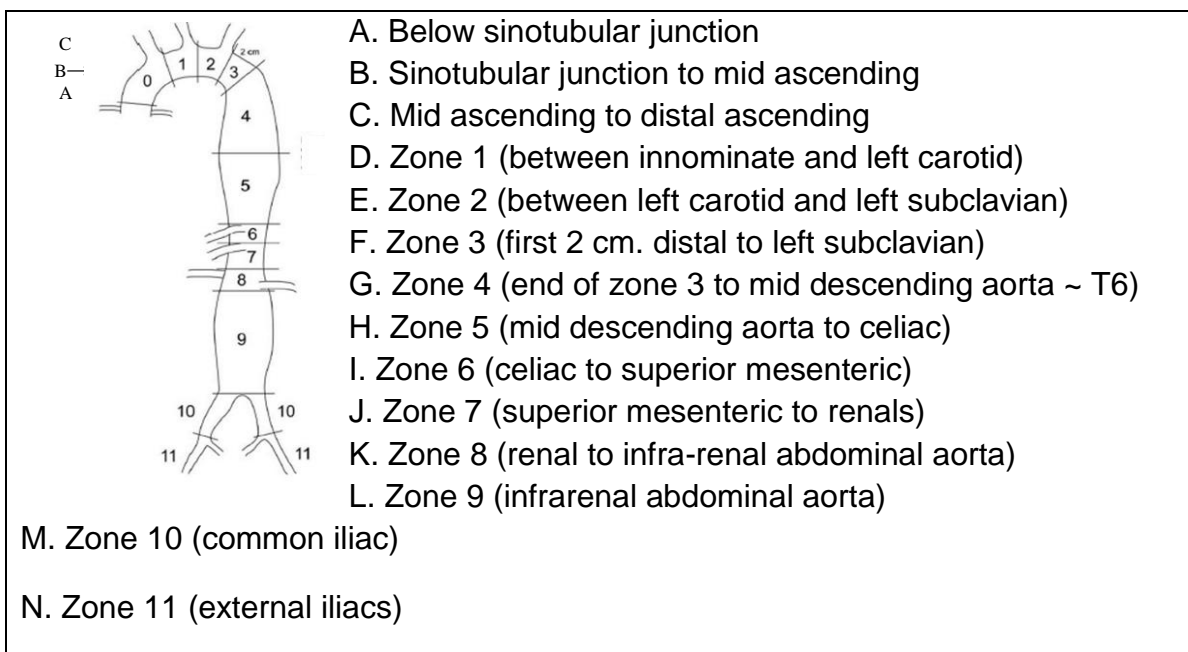 C
B
A
0
1
2
2 cm
3
4
5
6
7
8
9
10
10
11
11
A. Below sinotubular junction
B. Sinotubular junction to mid ascending
C. Mid ascending to distal ascending
D. Zone 1 (between innominate and left carotid)
E. Zone 2 (between left carotid and left subclavian)
F. Zone 3 (first 2 cm. distal to left subclavian)
G. Zone 4 (end of zone 3 to mid descending aorta ~ T6)
H. Zone 5 (mid descending aorta to celiac)
I. Zone 6 (celiac to superior mesenteric)
J. Zone 7 (superior mesenteric to renals)
K. Zone 8 (renal to infra-renal abdominal aorta)
L. Zone 9 (infrarenal abdominal aorta)
M. Zone 10 (common iliac)
N. Zone 11 (external iliacs)